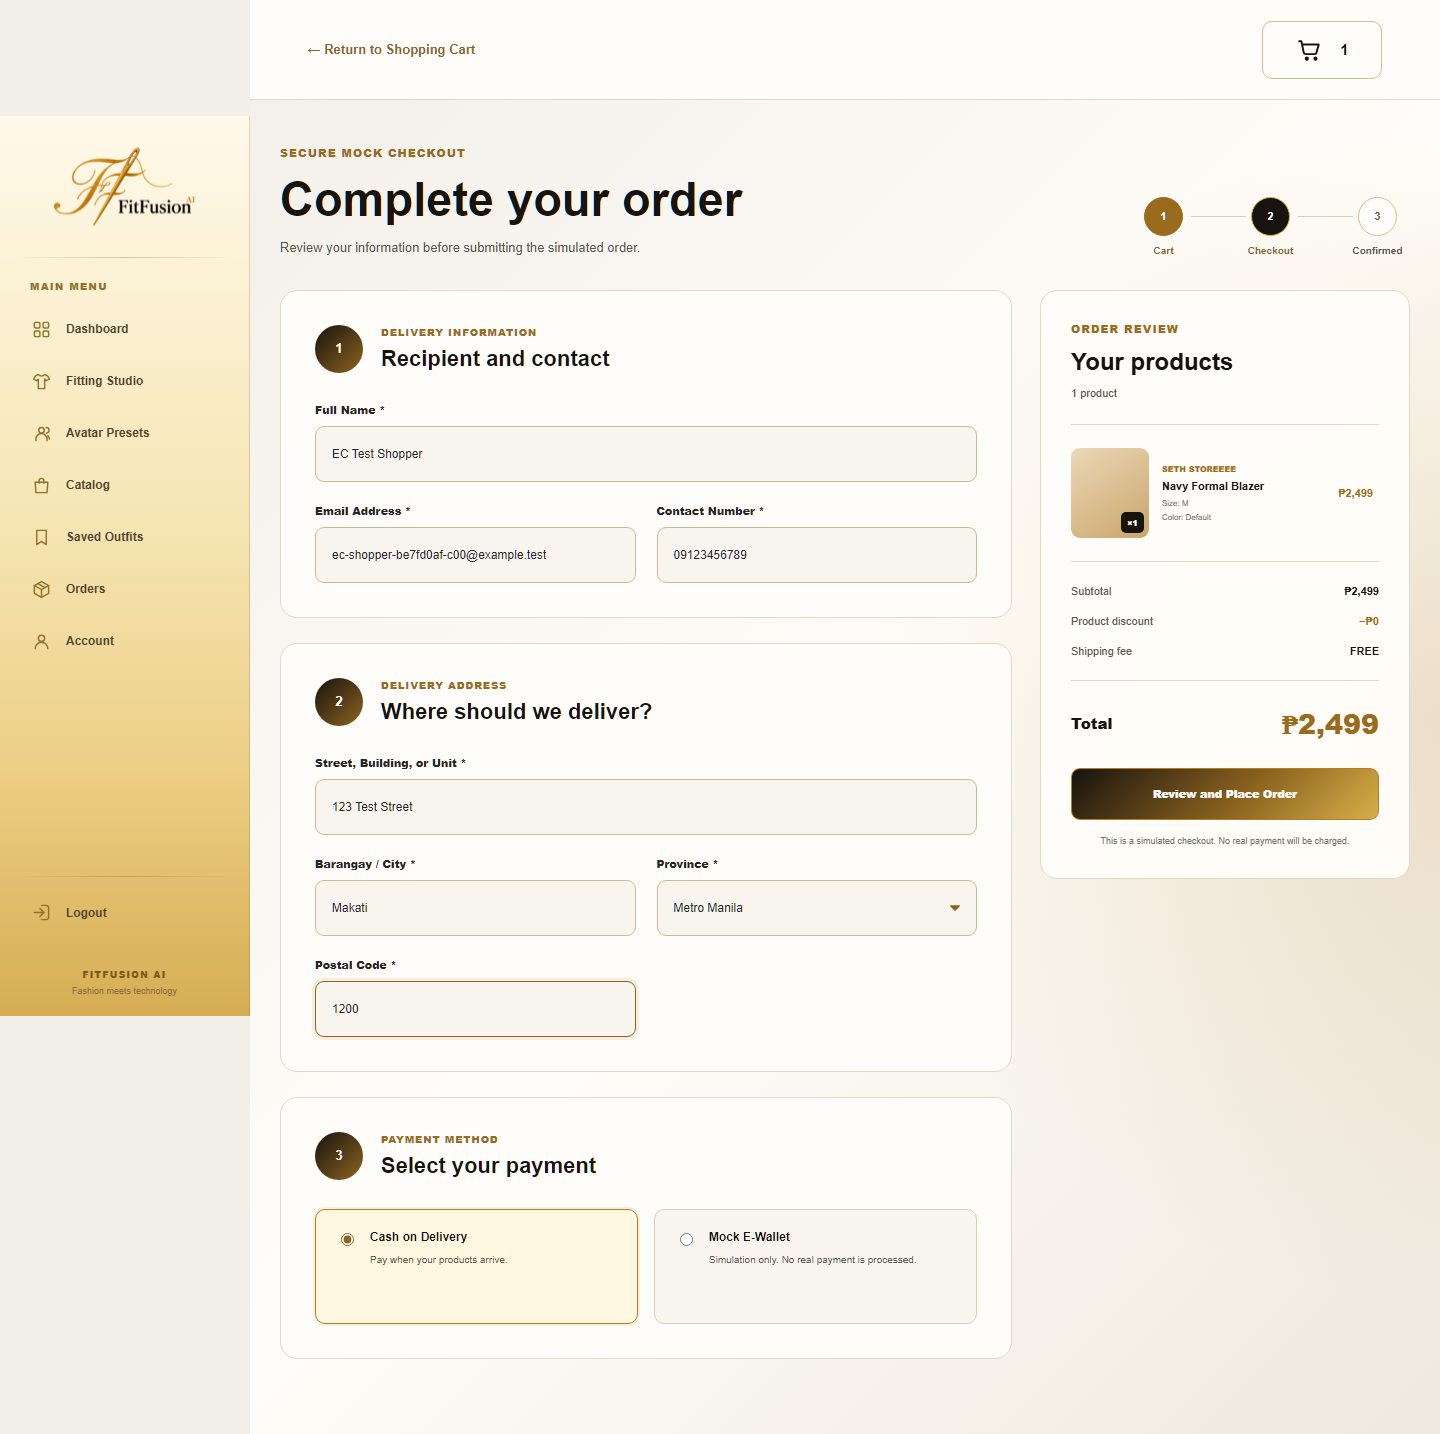 ← Return to Shopping Cart
1
FitFusion AI
MAIN MENU
Dashboard
Fitting Studio
Avatar Presets
Catalog
Saved Outfits
Orders
Account
Logout
FITFUSION AI
Fashion meets technology
SECURE MOCK CHECKOUT
Complete your order
Review your information before submitting the simulated order.
1
Cart
2
Checkout
3
Confirmed
1
DELIVERY INFORMATION
Recipient and contact
Full Name *
EC Test Shopper
Email Address *
ec-shopper-be7fd0af-c00@example.test
Contact Number *
09123456789
2
DELIVERY ADDRESS
Where should we deliver?
Street, Building, or Unit *
123 Test Street
Barangay / City *
Makati
Province *
Metro Manila
Postal Code *
1200
3
PAYMENT METHOD
Select your payment
Cash on Delivery
Pay when your products arrive.
Mock E-Wallet
Simulation only. No real payment is processed.
ORDER REVIEW
Your products
1 product
×1
SETH STOREEEE
Navy Formal Blazer
Size: M
Color: Default
₱2,499
Subtotal ₱2,499
Product discount −₱0
Shipping fee FREE
Total ₱2,499
Review and Place Order
This is a simulated checkout. No real payment will be charged.